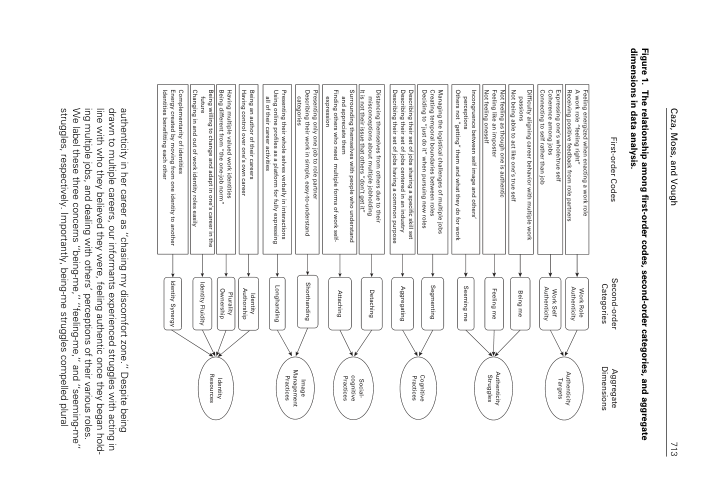 Caza, Moss, and Vough 713
Figure 1. The relationship among first-order codes, second-order categories, and aggregate
dimensions in data analysis.
First-order Codes
Second-order
Categories
Aggregate
Dimensions
Feeling energized when enacting a work role
A work role "feeling right"
Receiving positive feedback from role partners
Work Role
Authenticity
Expressing one's whole/true self
Coherence among jobs
Connecting to self rather than job
Work Self
Authenticity
Authenticity
Targets
Difficulty aligning career behavior with multiple work
passions
Not being able to act like one's true self
Being me
Not feeling as though one is authentic
Feeling like an imposter
Not feeling oneself
Feeling me
Incongruence between self image and others'
perceptions
Others not "getting" them and what they do for work
Seeming me
Authenticity
Struggles
Managing the logistical challenges of multiple jobs
Creating temporal boundaries between roles
Deciding to "just do it" when pursuing new roles
Segmenting
Describing their set of jobs sharing a specific skill set
Describing their set of jobs centered in an industry
Describing their set of jobs having a common purpose
Aggregating
Cognitive
Practices
Distancing themselves from others due to their
misconceptions about multiple jobholding
It is not their issue that others "don't get it"
Detaching
Surrounding themselves with people who understand
and appreciate them
Finding others who need multiple forms of work self-
expression
Attaching
Social-
cognitive
Practices
Presenting only one job to role partner
Describing their work in simple, easy-to-understand
categories
Shorthanding
Presenting their whole selves verbally in interactions
Using online profiles as a platform for fully expressing
all of their career activities
Longhanding
Image
Management
Practices
Being an author of their careers
Having control over one's own career
Identity
Authorship
Having multiple valued work identities
Being different from "the one-job norm"
Plurality
Ownership
Being willing to change and adapt in one's career in the
future
Changing in and out of work identity roles easily
Identity Fluidity
Complementarity of identities
Energy created by moving from one identity to another
Identities benefitting each other
Identity Synergy
Identity
Resources
authenticity in her career as "chasing my discomfort zone." Despite being
drawn to multiple careers, our informants experienced struggles with acting in
line with who they believed they were, feeling authentic once they began hold-
ing multiple jobs, and dealing with others' perceptions of their various roles.
We label these three concerns "being-me," "feeling-me," and "seeming-me"
struggles, respectively. Importantly, being-me struggles compelled plural